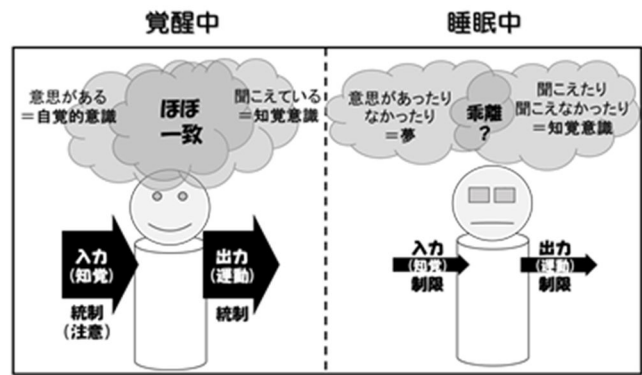 覚醒中
意思がある
＝自覚的意識
ほぼ
一致
聞こえている
＝知覚意識
入力
(知覚)
統制
(注意)
出力
(運動)
統制
睡眠中
意思があったり
なかったり
＝夢
乖離
？
聞こえたり
聞こえなかったり
＝知覚意識
入力
(知覚)
制限
出力
(運動)
制限